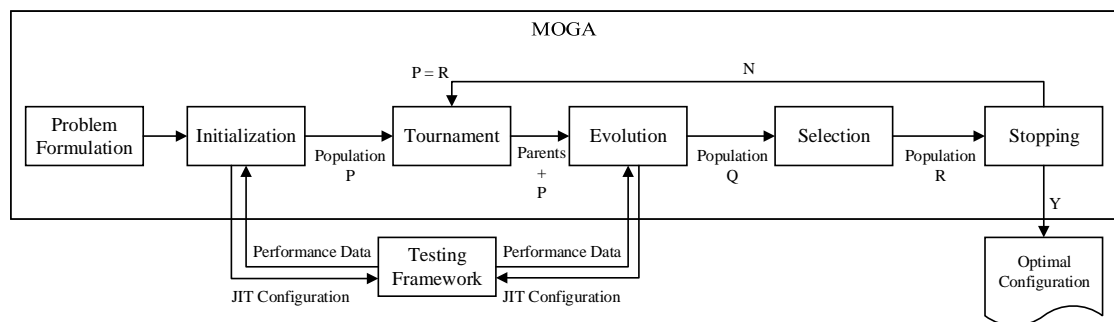 MOGA
P = R
N
Problem
Formulation
Initialization
Tournament
Evolution
Selection
Stopping
Population
P
Parents
+
P
Population
Q
Population
R
Y
Performance Data
Testing
Framework
Performance Data
JIT Configuration
JIT Configuration
Optimal
Configuration